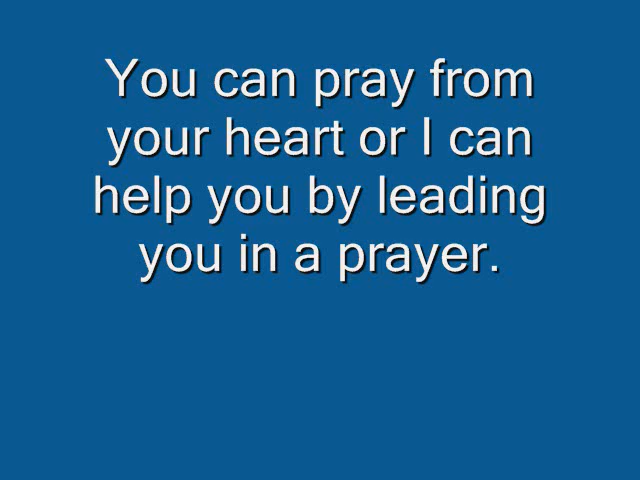 You can pray from
your heart or I can
help you by leading
you in a prayer.